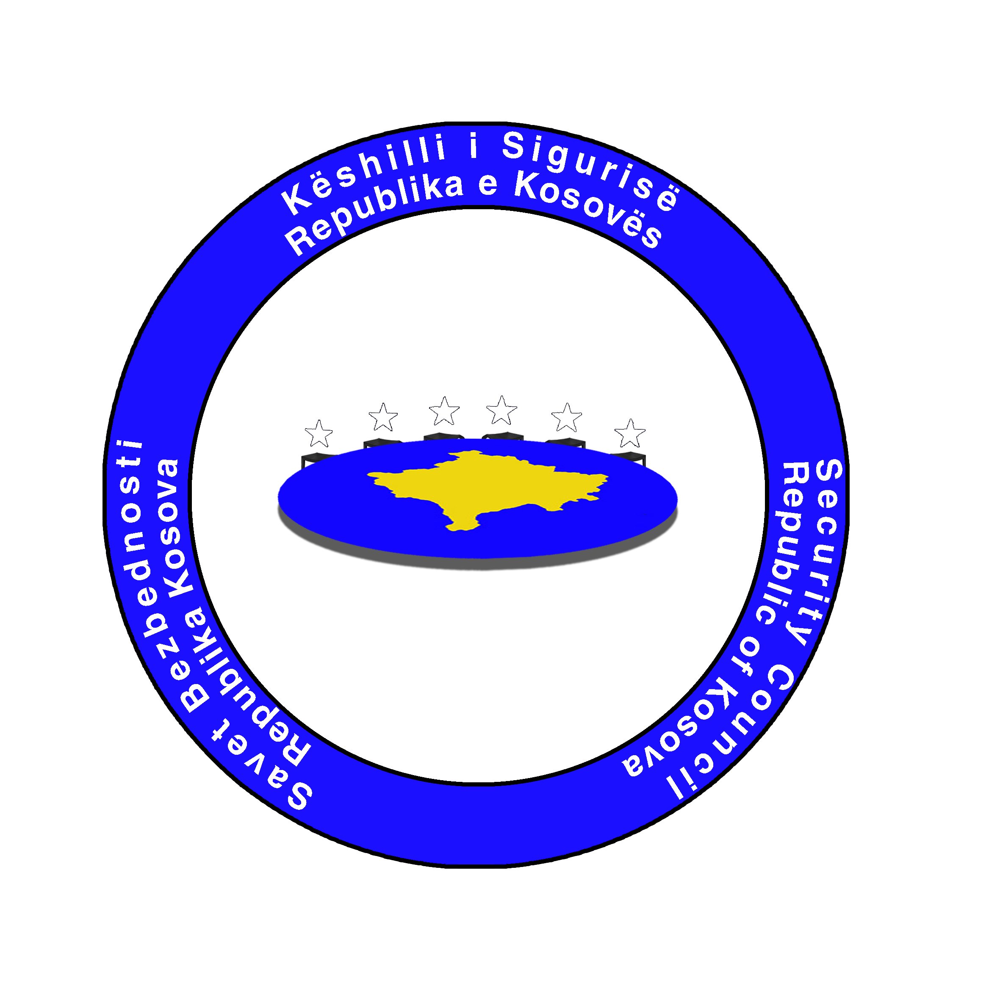 Këshilli i Sigurisë
Republika e Kosovës
Security Council
Republic of Kosova
Savet Bezbednosti
Republika Kosova